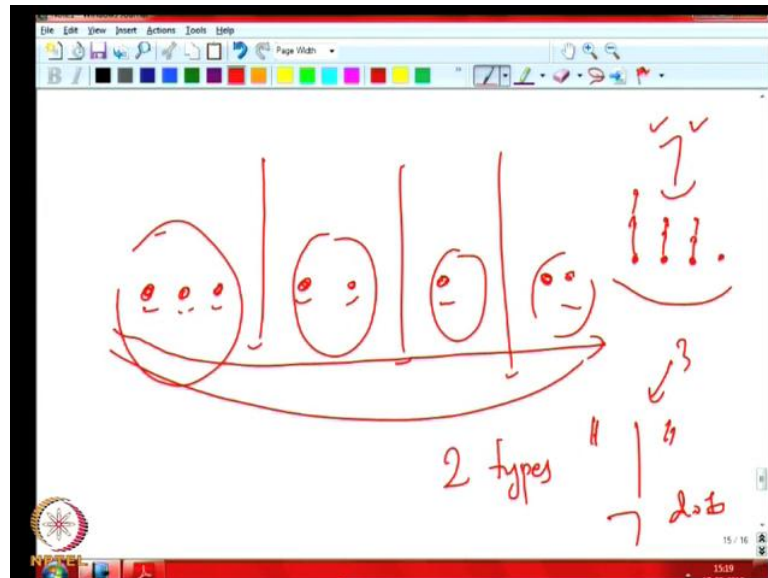 File Edit View Insert Actions Tools Help
Page Width
B I
7
3
2 types " | "
7 dots
15 / 16
NPTEL
15:19